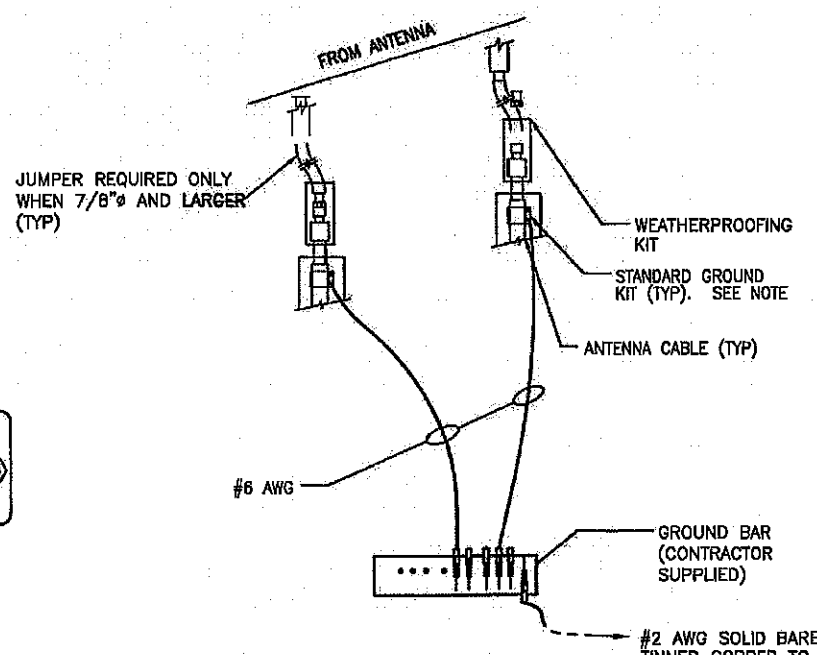 FROM ANTENNA
JUMPER REQUIRED ONLY
WHEN 7/8"ø AND LARGER
(TYP)
WEATHERPROOFING
KIT
STANDARD GROUND
KIT (TYP). SEE NOTE
ANTENNA CABLE (TYP)
#6 AWG
GROUND BAR
(CONTRACTOR
SUPPLIED)
#2 AWG SOLID BARE
TINNED COPPER TO